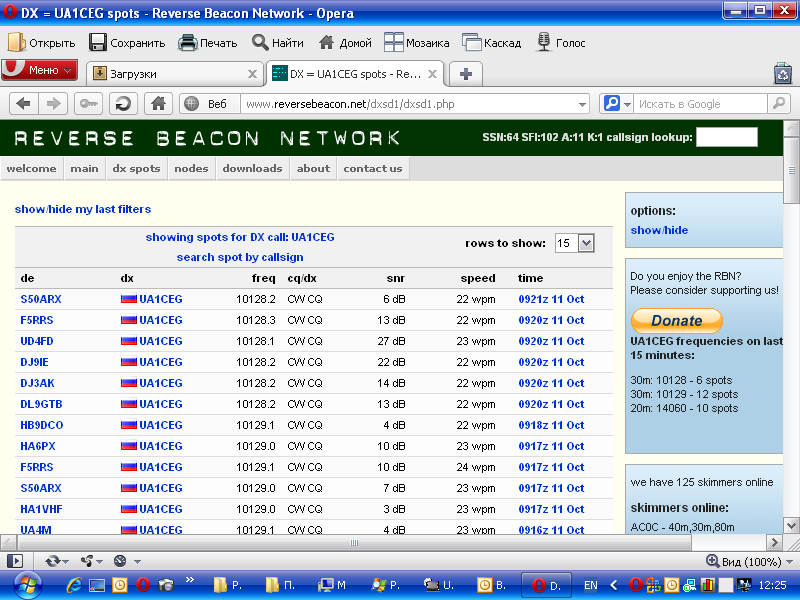 DX = UA1CEG spots - Reverse Beacon Network - Opera
Открыть Сохранить Печать Найти Домой Мозаика Каскад Голос
Меню Загрузки DX = UA1CEG spots - Re...
Веб www.reversebeacon.net/dxsd1/dxsd1.php Искать в Google
REVERSE BEACON NETWORK SSN:64 SFI:102 A:11 K:1 callsign lookup:
welcome main dx spots nodes downloads about contact us
show/hide my last filters
showing spots for DX call: UA1CEG
search spot by callsign
rows to show: 15
de dx freq cq/dx snr speed time
S50ARX UA1CEG 10128.2 CW CQ 6 dB 22 wpm 0921z 11 Oct
F5RRS UA1CEG 10128.3 CW CQ 13 dB 22 wpm 0920z 11 Oct
UD4FD UA1CEG 10128.1 CW CQ 27 dB 23 wpm 0920z 11 Oct
DJ9IE UA1CEG 10128.2 CW CQ 22 dB 22 wpm 0920z 11 Oct
DJ3AK UA1CEG 10128.2 CW CQ 14 dB 22 wpm 0920z 11 Oct
DL9GTB UA1CEG 10128.2 CW CQ 13 dB 22 wpm 0920z 11 Oct
HB9DCO UA1CEG 10129.1 CW CQ 4 dB 22 wpm 0918z 11 Oct
HA6PX UA1CEG 10129.0 CW CQ 10 dB 23 wpm 0917z 11 Oct
F5RRS UA1CEG 10129.1 CW CQ 10 dB 24 wpm 0917z 11 Oct
S50ARX UA1CEG 10129.0 CW CQ 7 dB 23 wpm 0917z 11 Oct
HA1VHF UA1CEG 10129.0 CW CQ 3 dB 23 wpm 0917z 11 Oct
UA4M UA1CEG 10129.1 CW CQ 4 dB 23 wpm 0916z 11 Oct
options:
show/hide
Do you enjoy the RBN?
Please consider supporting us!
Donate
UA1CEG frequencies on last
15 minutes:
30m: 10128 - 6 spots
30m: 10129 - 12 spots
20m: 14060 - 10 spots
we have 125 skimmers online
skimmers online:
AC0C - 40m,30m,80m
Вид (100%)
Р. П. М Р. U. В. D. EN 12:25